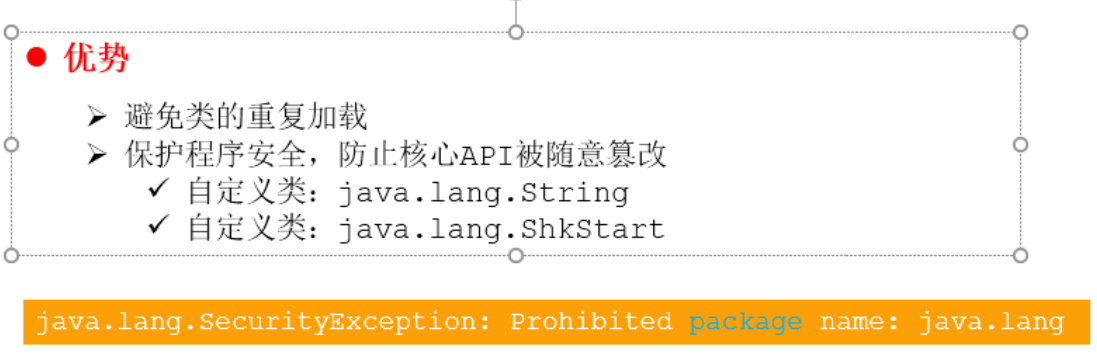 ● 优势
➢ 避免类的重复加载
➢ 保护程序安全，防止核心API被随意篡改
✓ 自定义类：java.lang.String
✓ 自定义类：java.lang.ShkStart
java.lang.SecurityException: Prohibited package name: java.lang